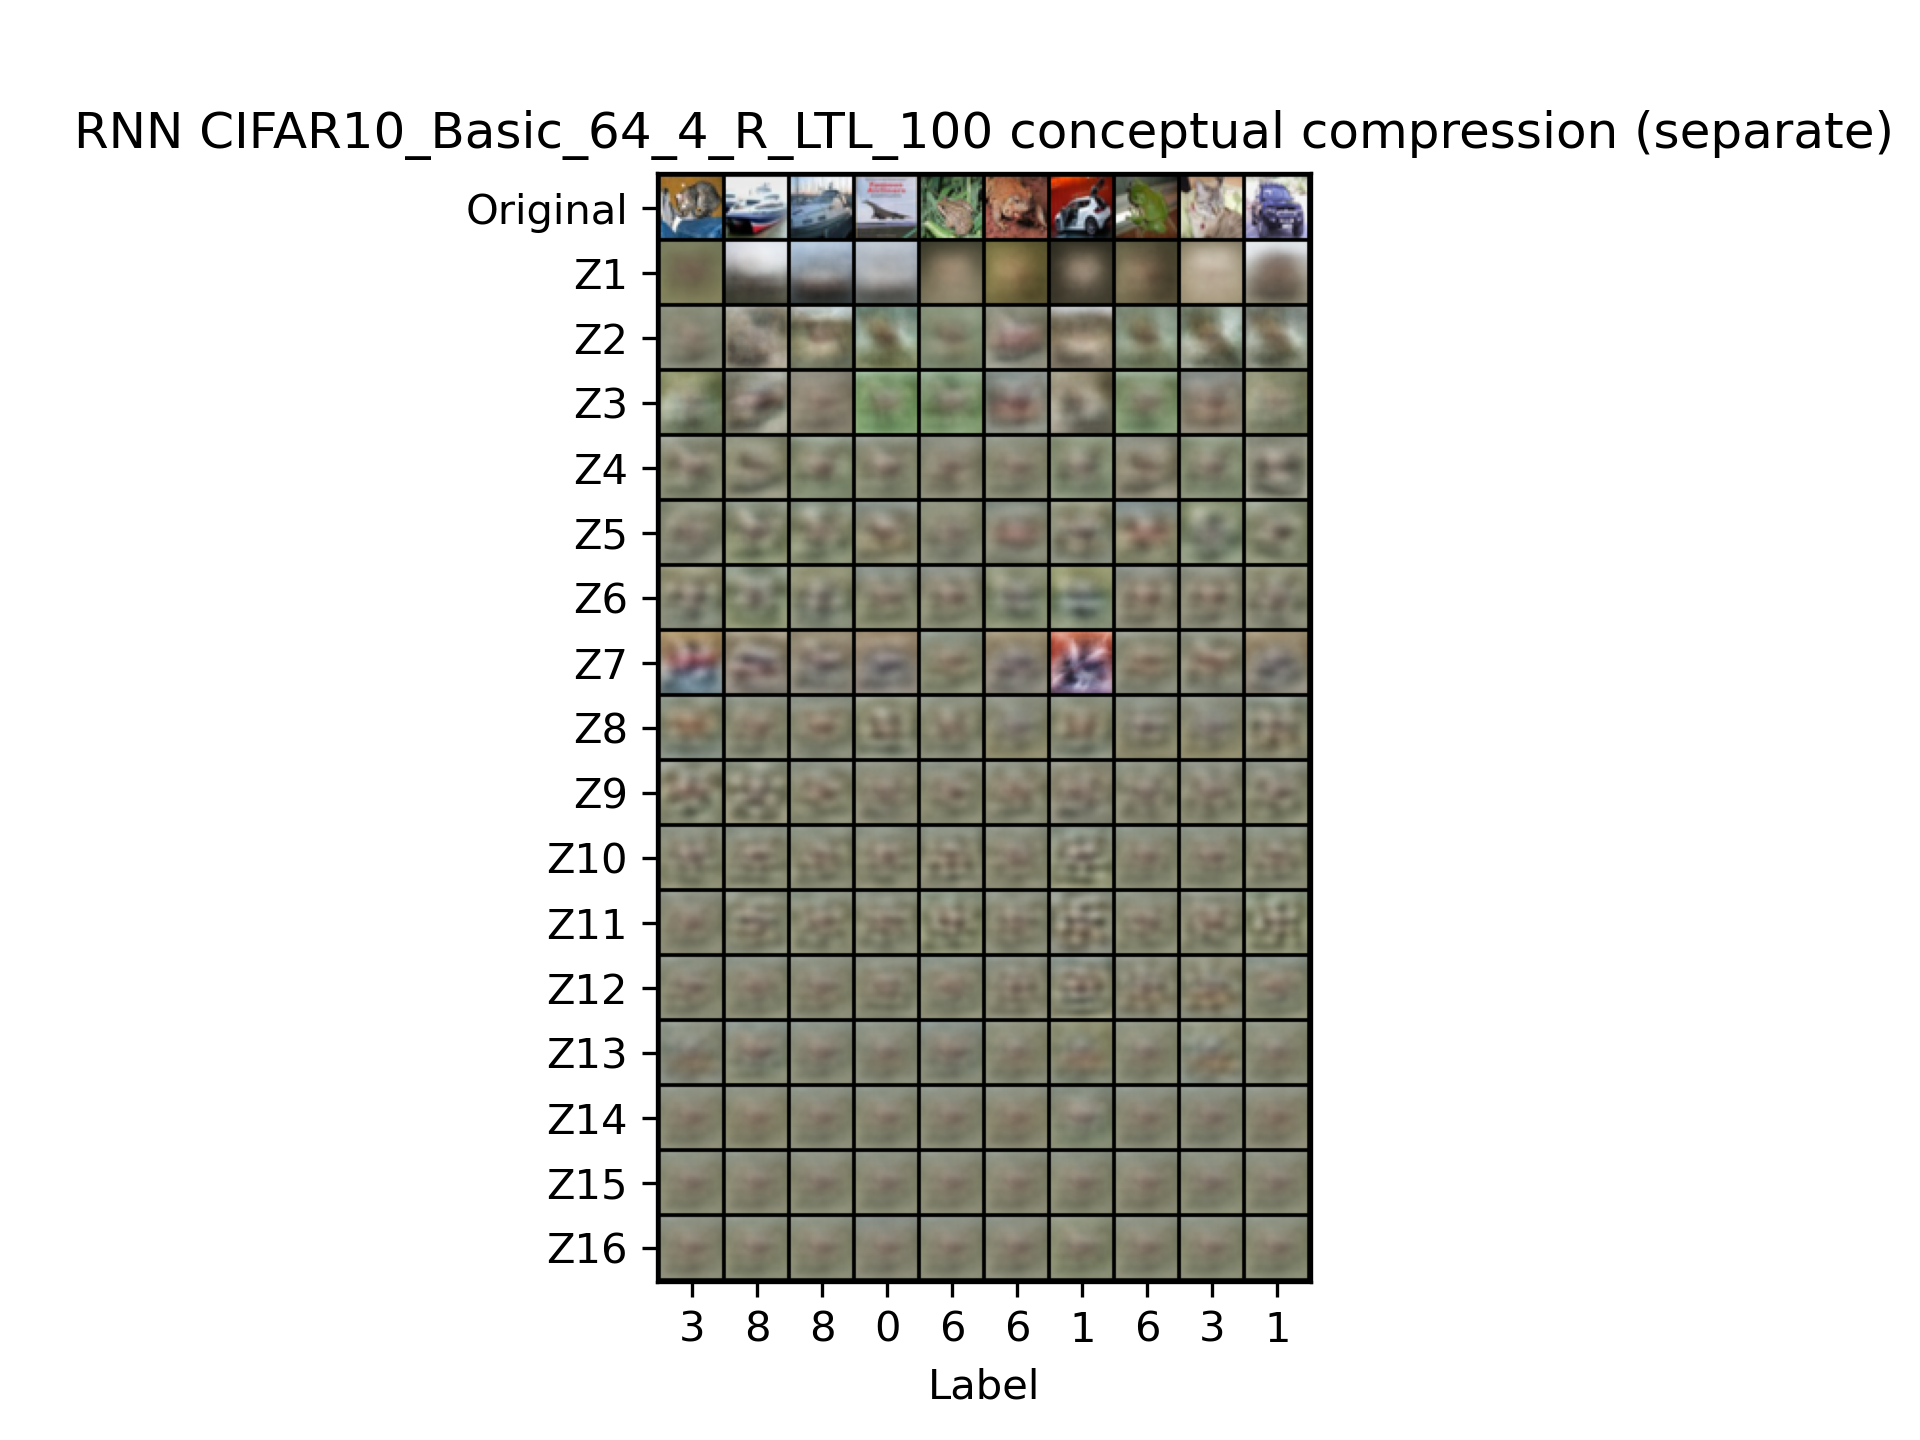 RNN CIFAR10_Basic_64_4_R_LTL_100 conceptual compression (separate)
Original
Z1
Z2
Z3
Z4
Z5
Z6
Z7
Z8
Z9
Z10
Z11
Z12
Z13
Z14
Z15
Z16
3 8 8 0 6 6 1 6 3 1
Label